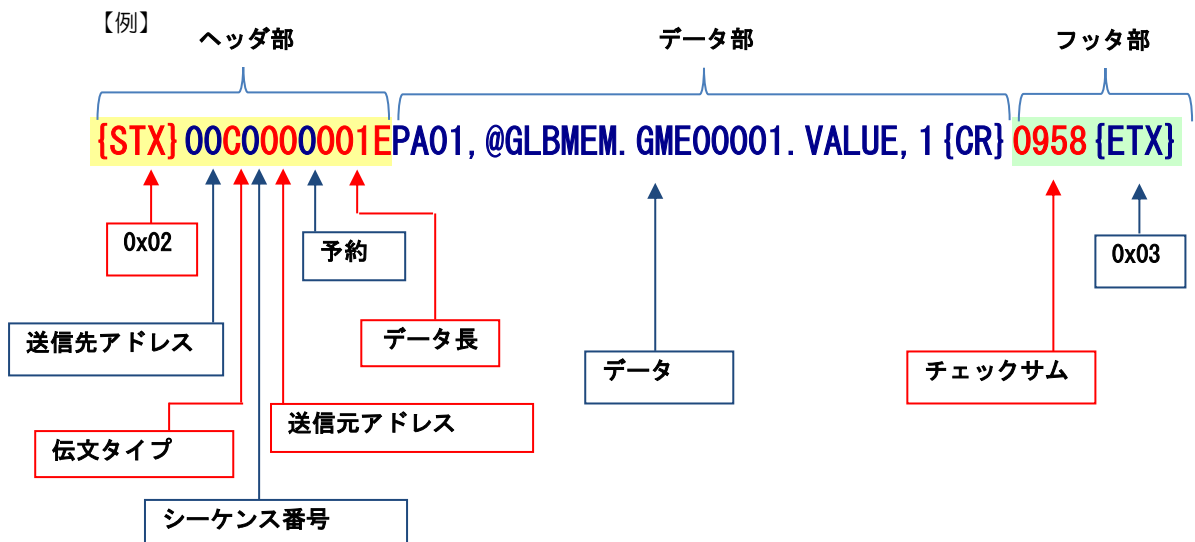 【例】
ヘッダ部
データ部
フッタ部
{STX}00C0000001EPA01,@GLBMEM.GME00001.VALUE,1{CR}0958{ETX}
0x02
予約
0x03
送信先アドレス
データ長
データ
チェックサム
伝文タイプ
送信元アドレス
シーケンス番号